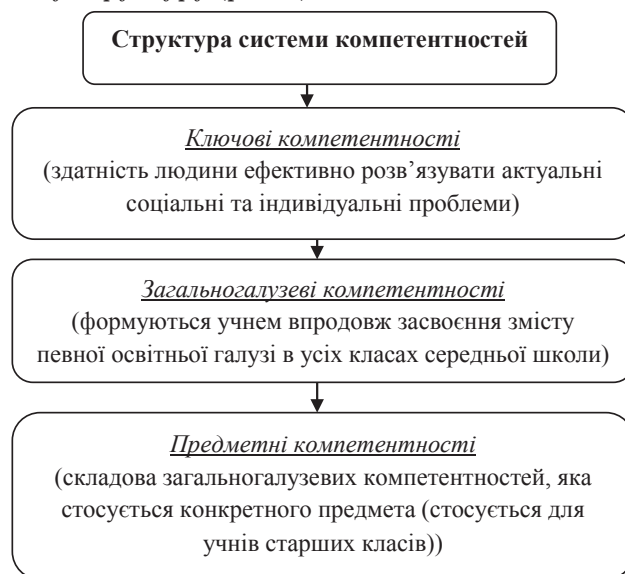 Структура системи компетентностей
Ключові компетентності
(здатність людини ефективно розв’язувати актуальні
соціальні та індивідуальні проблеми)
Загальногалузеві компетентності
(формуються учнем впродовж засвоєння змісту
певної освітньої галузі в усіх класах середньої школи)
Предметні компетентності
(складова загальногалузевих компетентностей, яка
стосується конкретного предмета (стосується для
учнів старших класів))